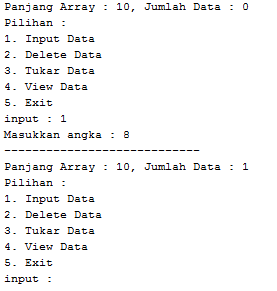 Panjang Array : 10, Jumlah Data : 0
Pilihan :
1. Input Data
2. Delete Data
3. Tukar Data
4. View Data
5. Exit
input : 1
Masukkan angka : 8
----------------------------
Panjang Array : 10, Jumlah Data : 1
Pilihan :
1. Input Data
2. Delete Data
3. Tukar Data
4. View Data
5. Exit
input :